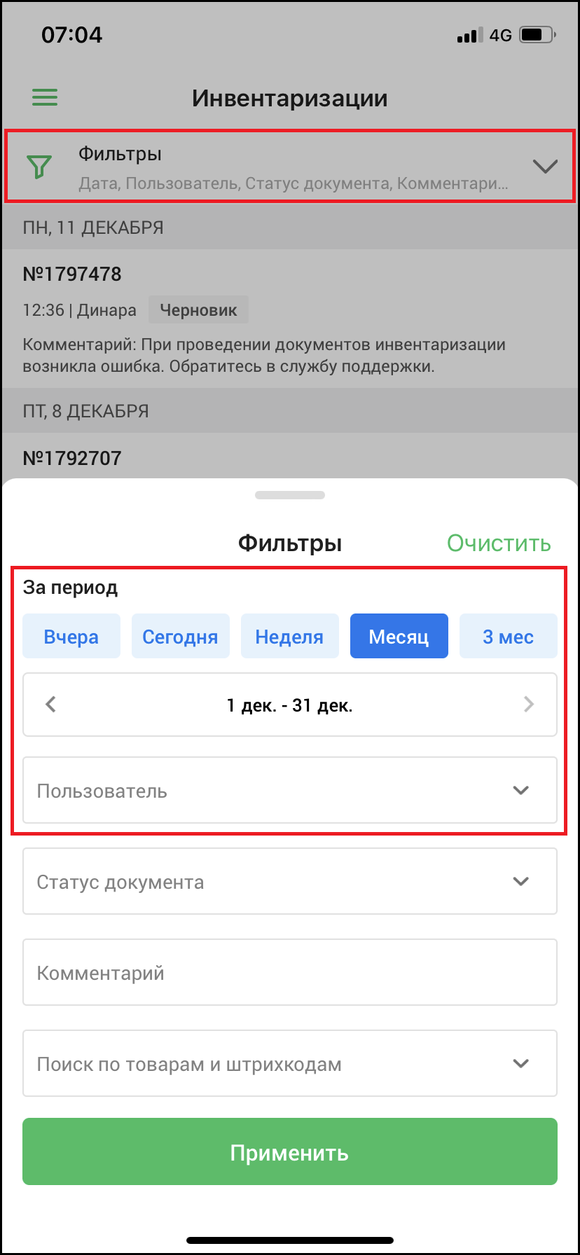 07:04
4G
Инвентаризации
Фильтры
Дата, Пользователь, Статус документа, Комментари...
ПН, 11 ДЕКАБРЯ
№1797478
12:36 | Динара Черновик
Комментарий: При проведении документов инвентаризации
возникла ошибка. Обратитесь в службу поддержки.
ПТ, 8 ДЕКАБРЯ
№1792707
Фильтры
Очистить
За период
Вчера Сегодня Неделя Месяц 3 мес
1 дек. - 31 дек.
Пользователь
Статус документа
Комментарий
Поиск по товарам и штрихкодам
Применить